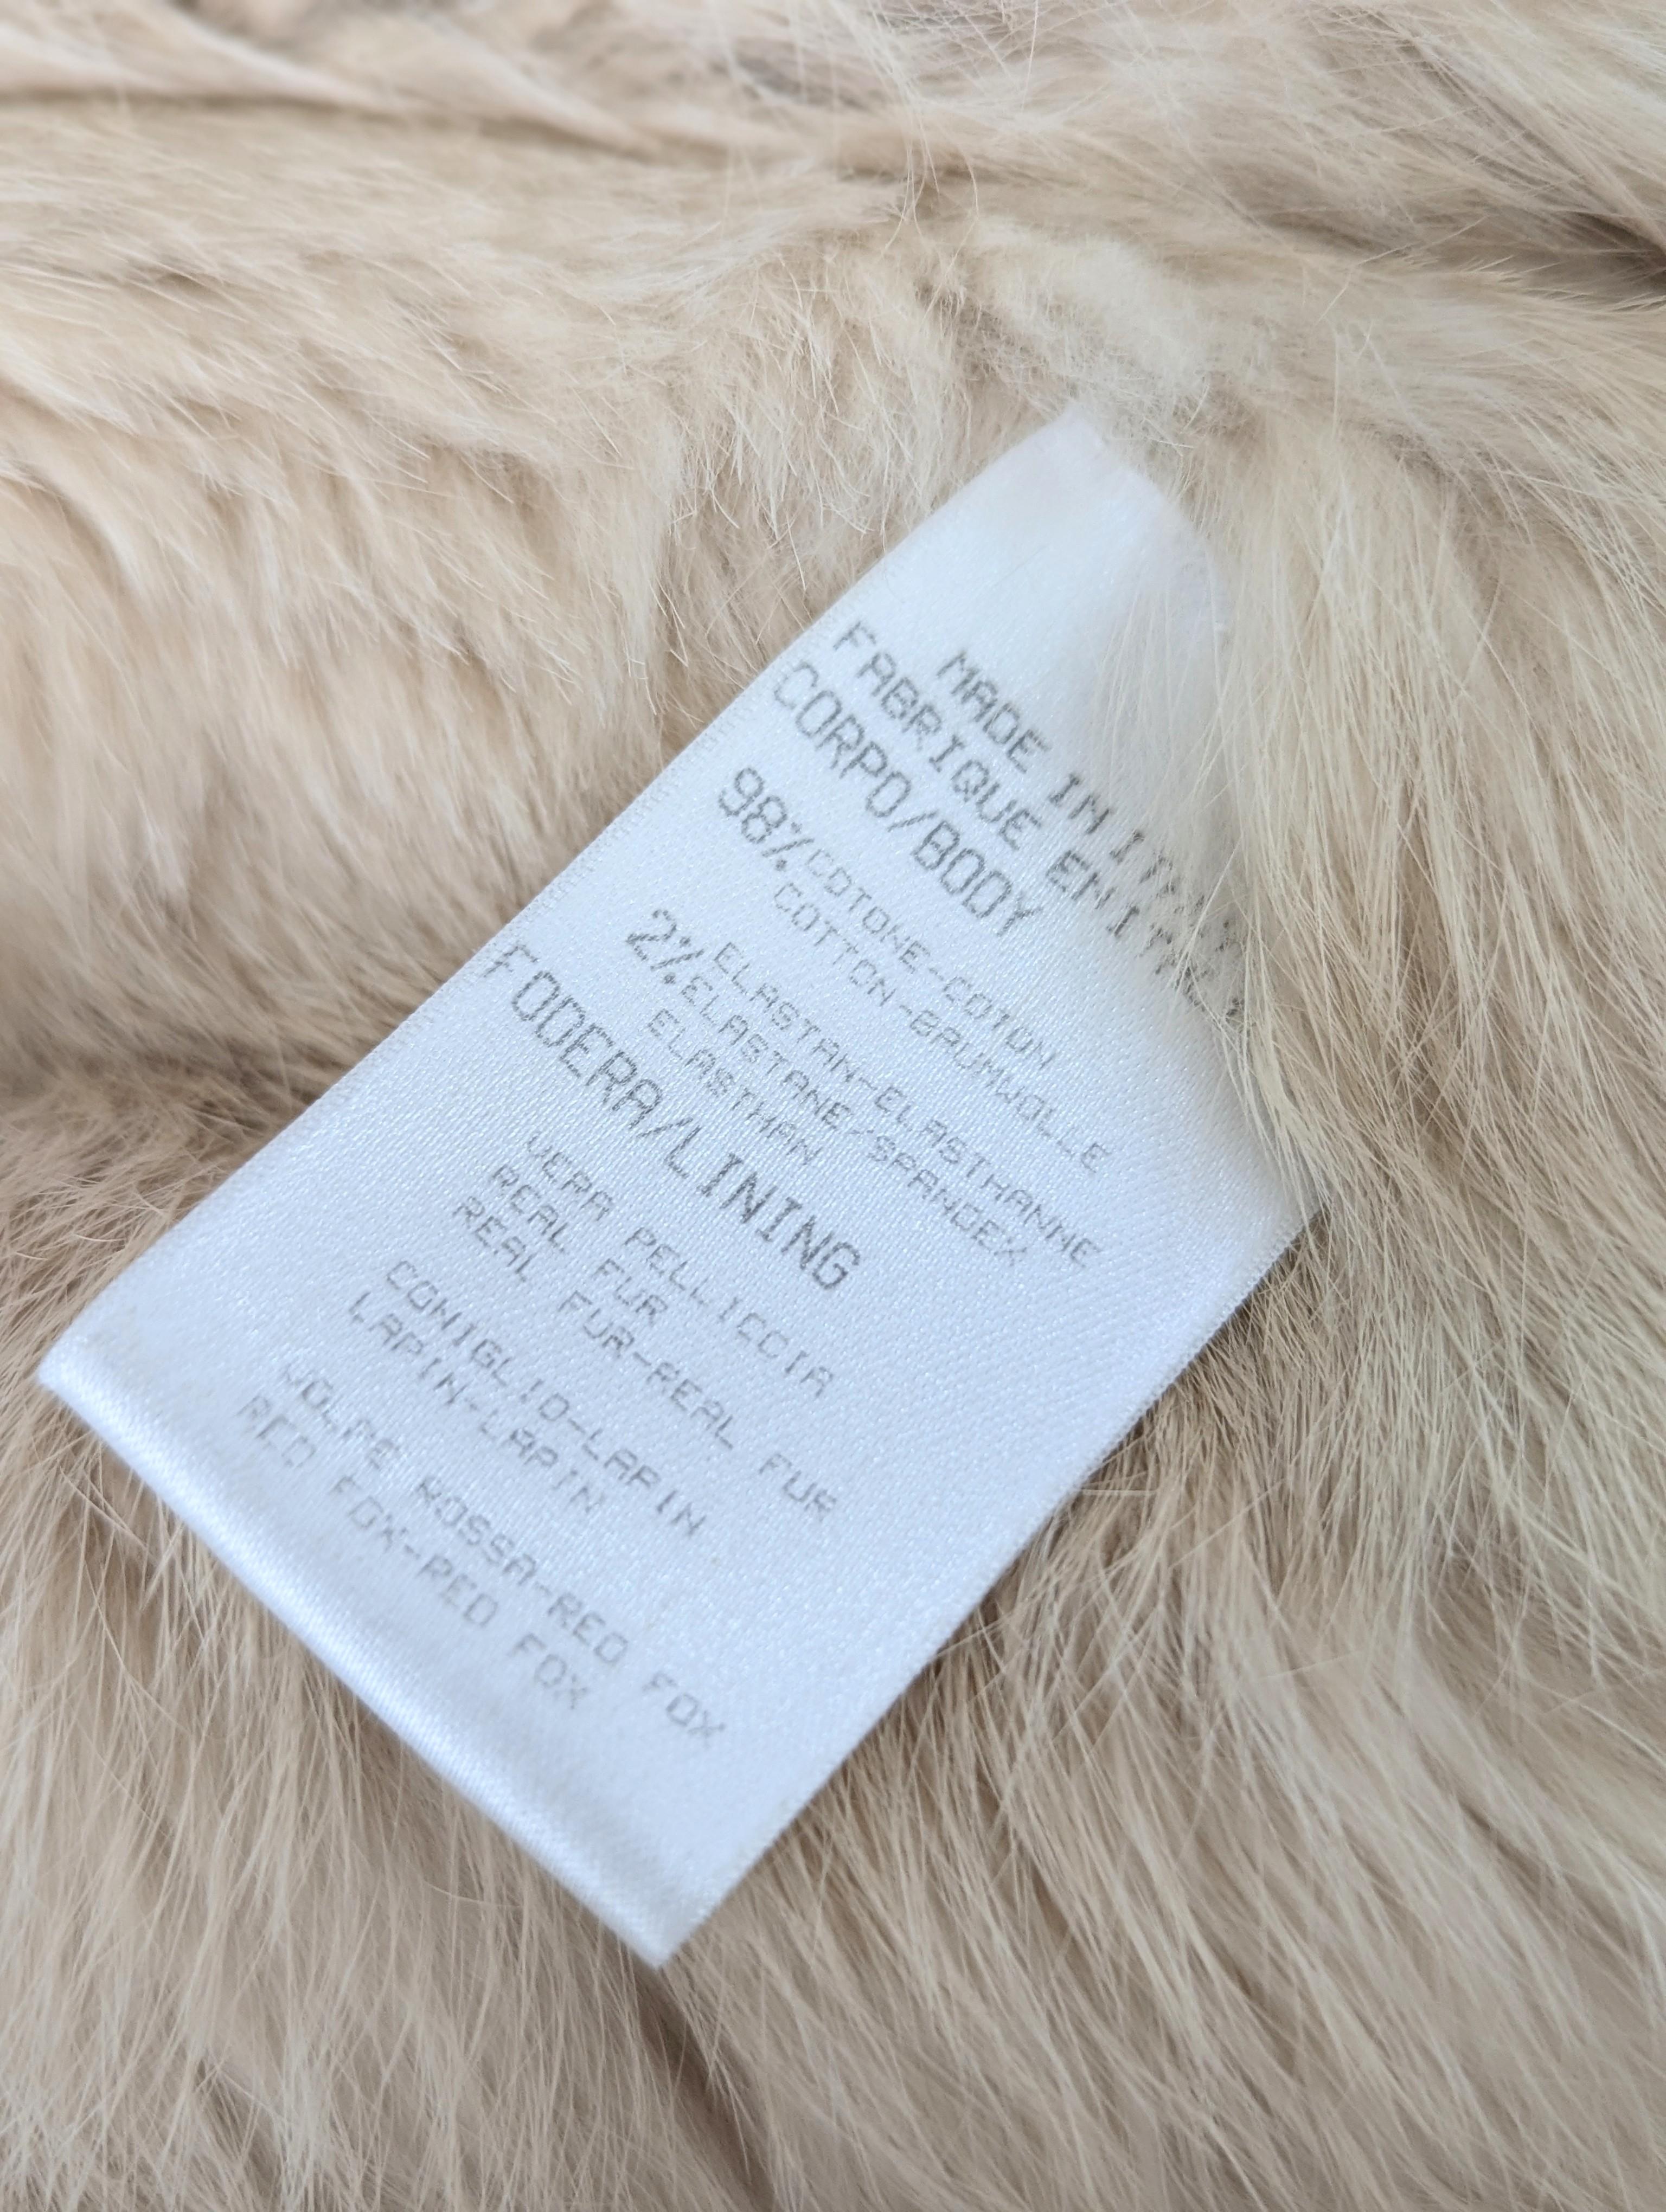 MADE IN ITALY
FABRIQUE EN ITALY
CORPO/BODY
98% COTONE-COTON
COTTON-BAUMWOLLE
ELASTAN-ELASTHANNE
2% ELASTANE/SPANDEX
ELASTHAN
FODERA/LINING
VERA PELLICCIA
REAL FUR
REAL FUR-REAL FUR
CONIGLIO-LAPIN
LAPIN-LAPIN
VOLPE ROSSA-RED FOX
RED FOX-RED FOX